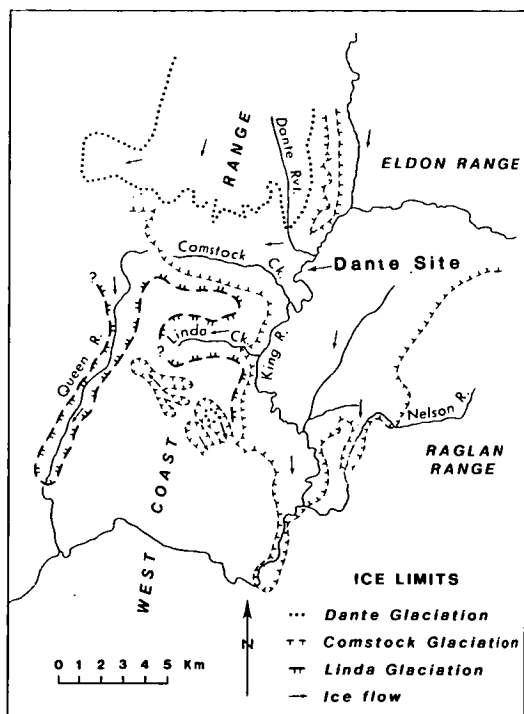 RANGE
Dante Rvt.
ELDON RANGE
Comstock Ck.
Dante Site
?
Queen R.
?
Linda Ck.
King R.
Nelson R.
RAGLAN
RANGE
WEST COAST
N
0 1 2 3 4 5 Km
ICE LIMITS
Dante Glaciation
Comstock Glaciation
Linda Glaciation
Ice flow